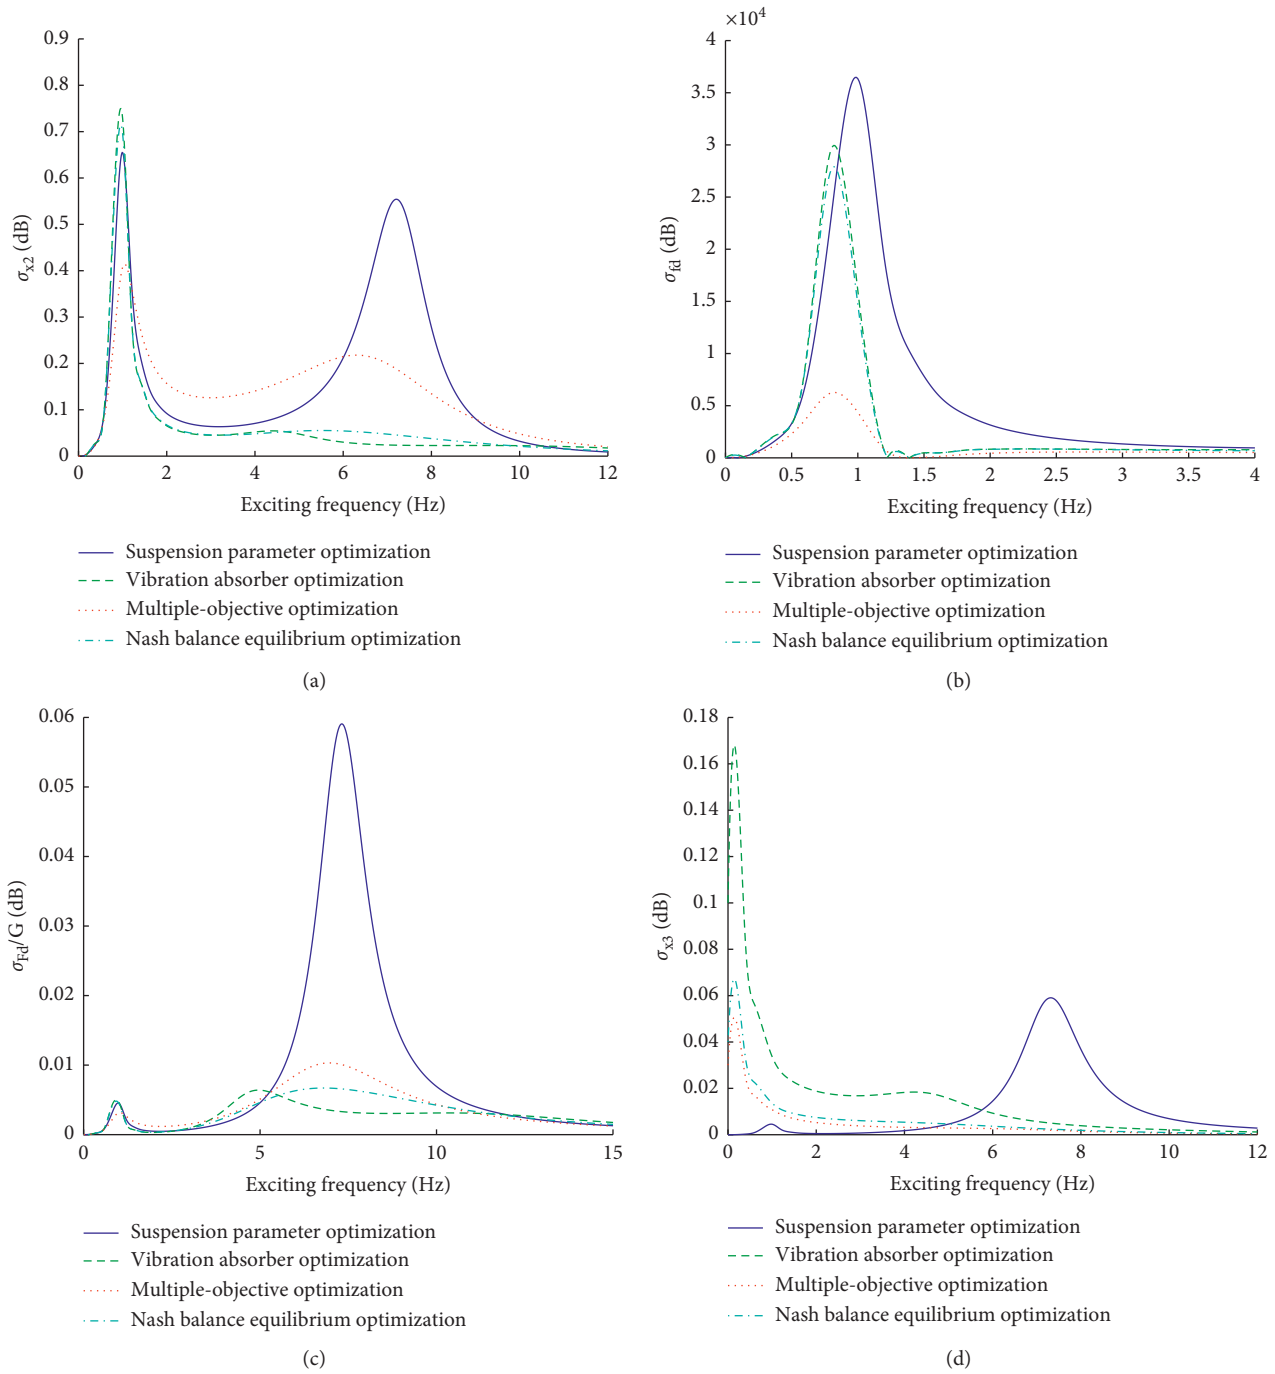 0.9
0.8
0.7
0.6
0.5
0.4
0.3
0.2
0.1
0
σx2 (dB)
0 2 4 6 8 10 12
Exciting frequency (Hz)
Suspension parameter optimization
Vibration absorber optimization
Multiple-objective optimization
Nash balance equilibrium optimization
(a)
×10^4
4
3.5
3
2.5
2
1.5
1
0.5
0
σfd (dB)
0 0.5 1 1.5 2 2.5 3 3.5 4
Exciting frequency (Hz)
Suspension parameter optimization
Vibration absorber optimization
Multiple-objective optimization
Nash balance equilibrium optimization
(b)
0.06
0.05
0.04
0.03
0.02
0.01
0
σFd/G (dB)
0 5 10 15
Exciting frequency (Hz)
Suspension parameter optimization
Vibration absorber optimization
Multiple-objective optimization
Nash balance equilibrium optimization
(c)
0.18
0.16
0.14
0.12
0.1
0.08
0.06
0.04
0.02
0
σx3 (dB)
0 2 4 6 8 10 12
Exciting frequency (Hz)
Suspension parameter optimization
Vibration absorber optimization
Multiple-objective optimization
Nash balance equilibrium optimization
(d)